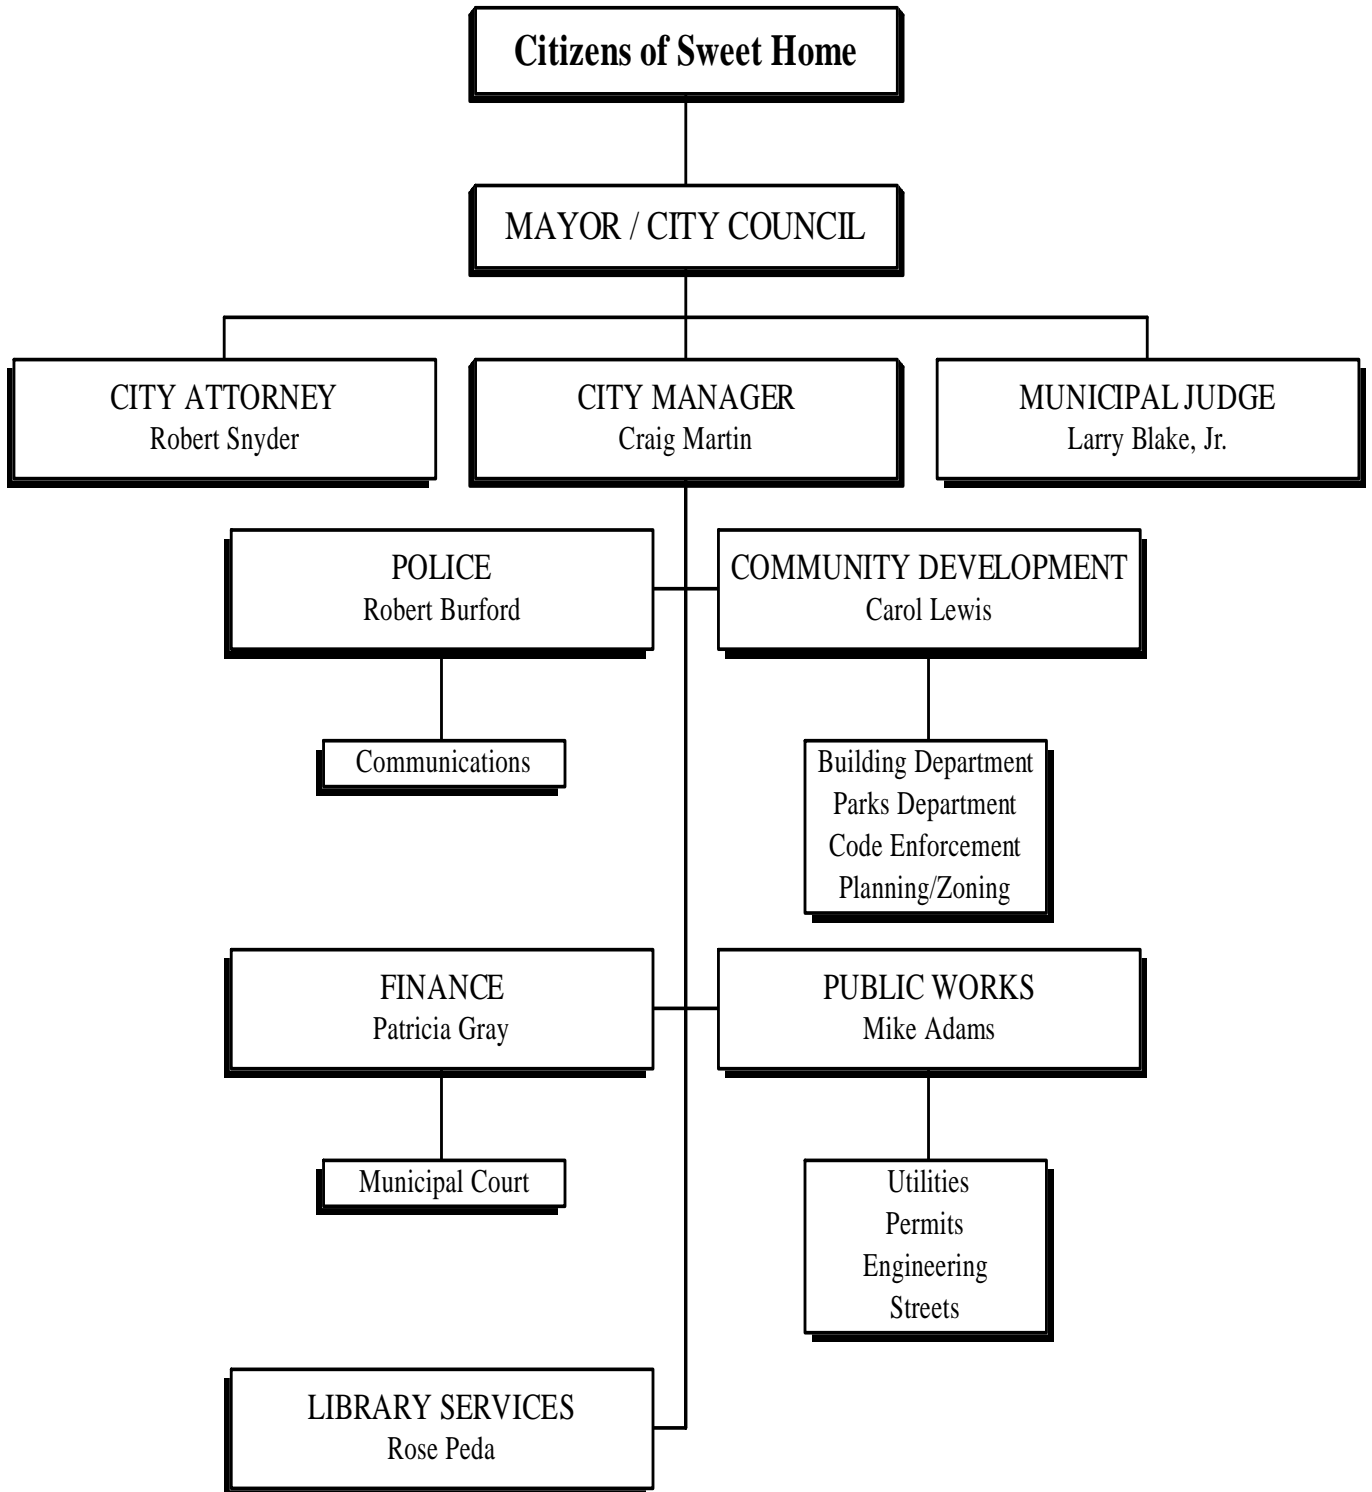 Citizens of Sweet Home
MAYOR / CITY COUNCIL
CITY ATTORNEY
Robert Snyder
CITY MANAGER
Craig Martin
MUNICIPAL JUDGE
Larry Blake, Jr.
POLICE
Robert Burford
COMMUNITY DEVELOPMENT
Carol Lewis
Communications
Building Department
Parks Department
Code Enforcement
Planning/Zoning
FINANCE
Patricia Gray
PUBLIC WORKS
Mike Adams
Municipal Court
Utilities
Permits
Engineering
Streets
LIBRARY SERVICES
Rose Peda